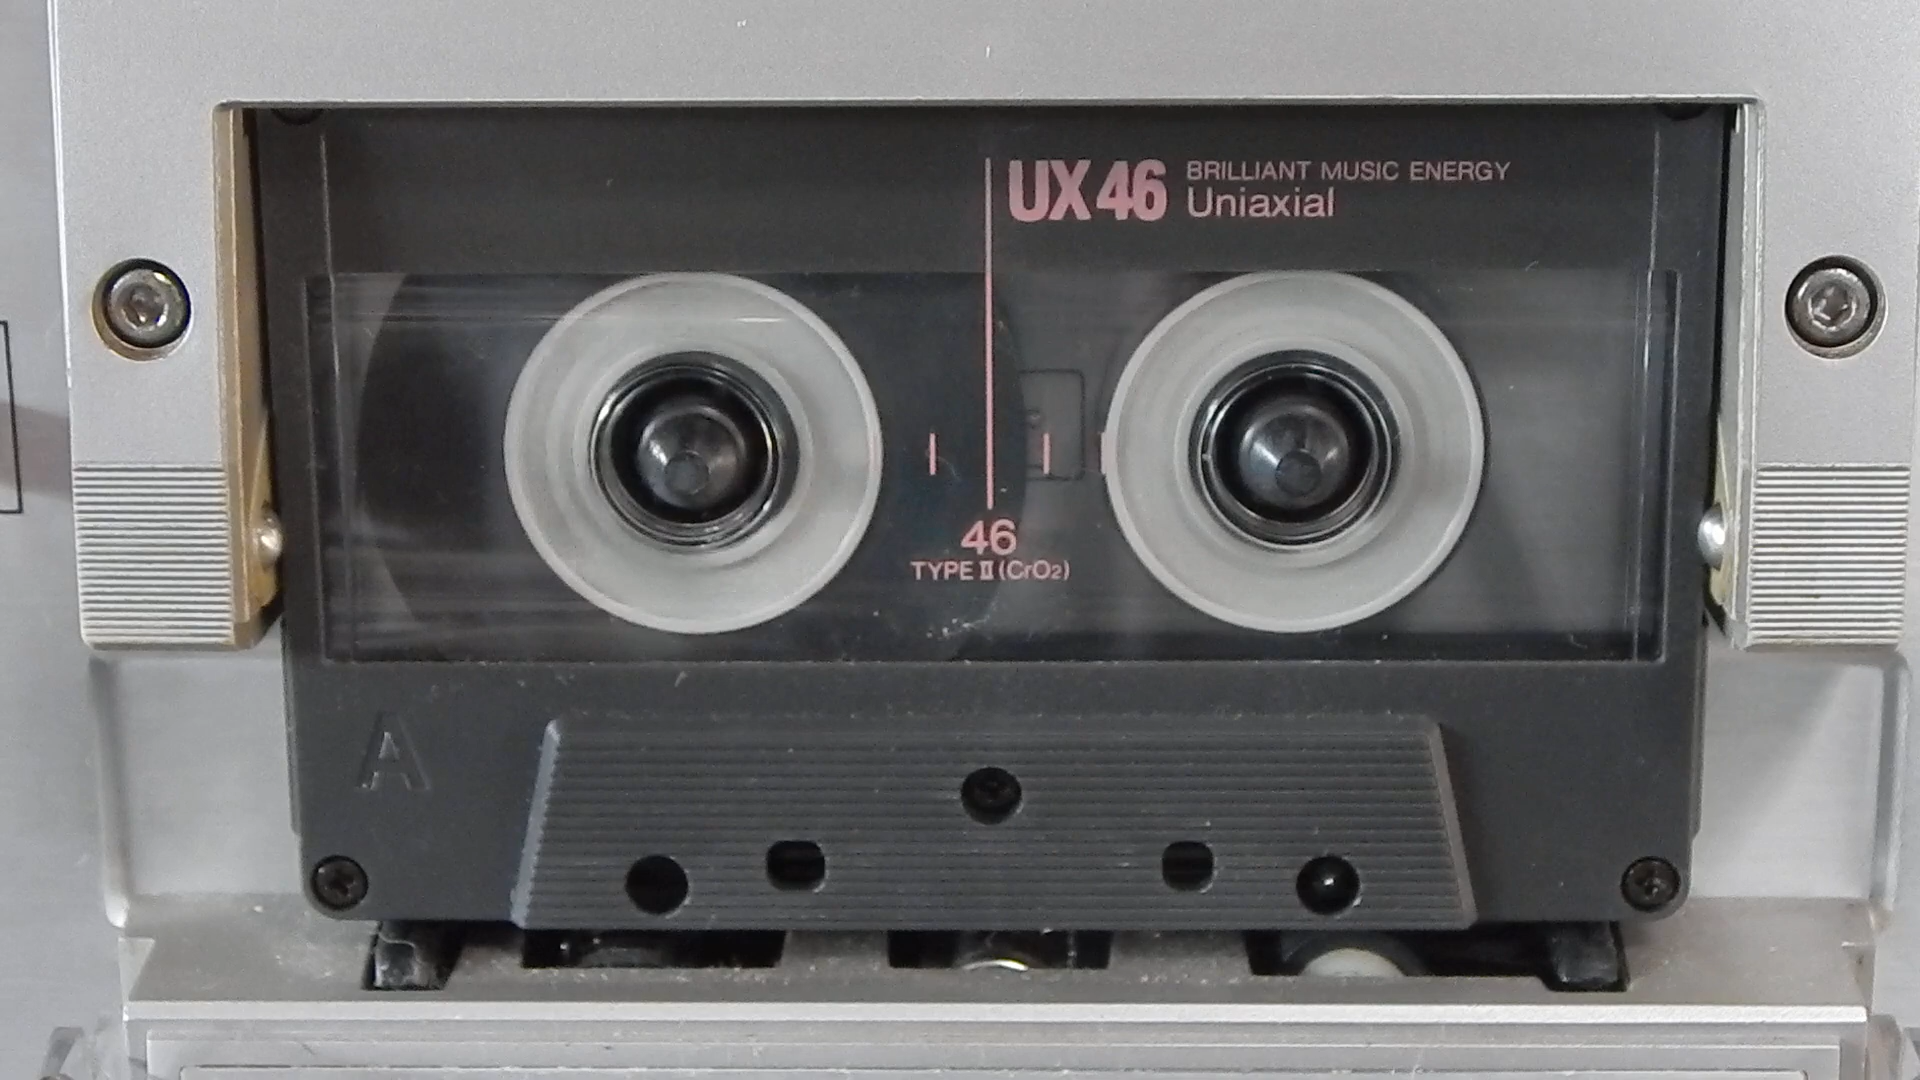 UX46 BRILLIANT MUSIC ENERGY
Uniaxial
46
TYPE II (CrO2)
A